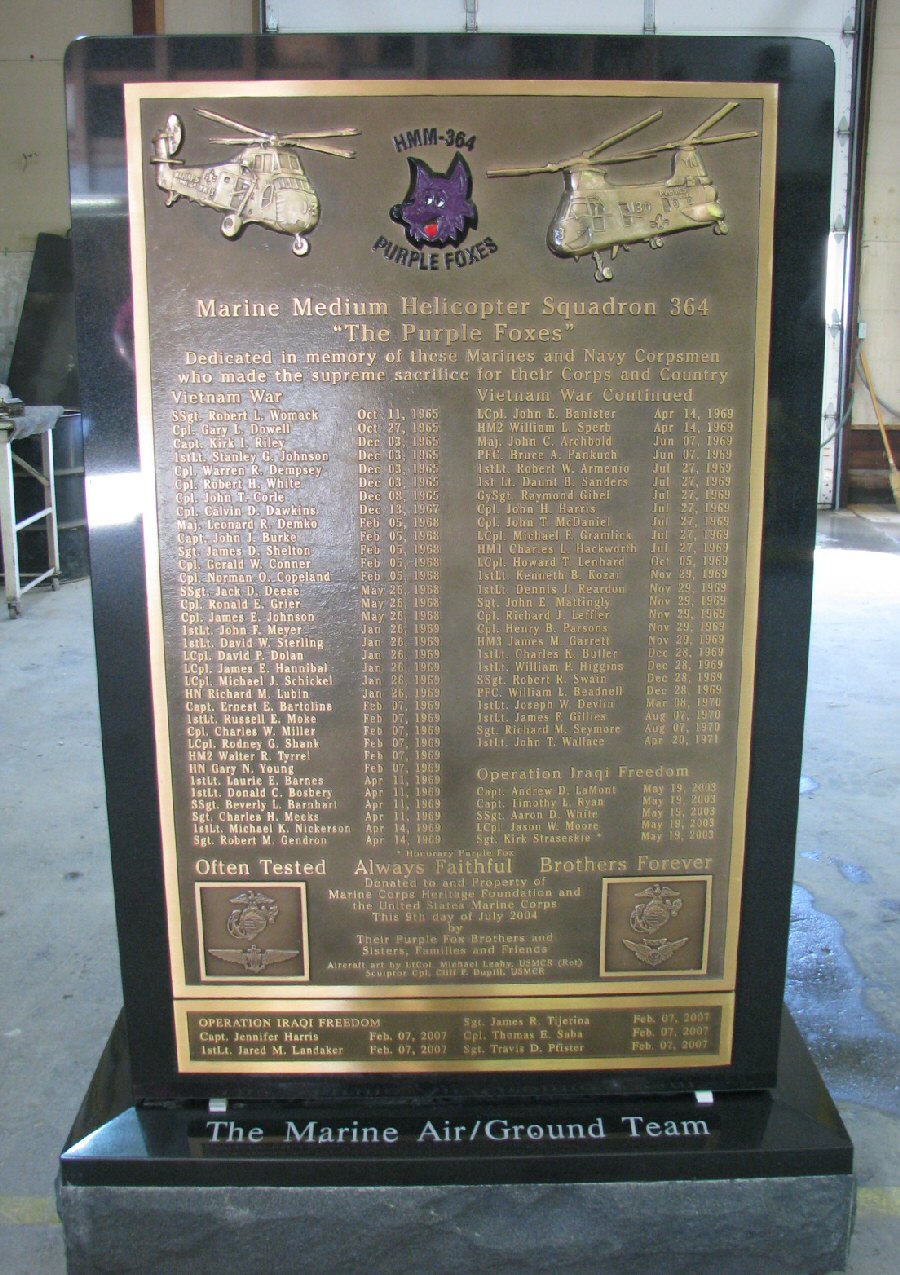 HMM-364
PURPLE FOXES
Marine Medium Helicopter Squadron 364
"The Purple Foxes"
Dedicated in memory of these Marines and Navy Corpsmen
who made the supreme sacrifice for their Corps and Country
Vietnam War
SSgt. Robert L. Womack Oct 11, 1965
Cpl. Gary L. Dowell Oct 27, 1965
Capt. Kirk I. Riley Dec 03, 1965
1stLt. Stanley G. Johnson Dec 03, 1965
Cpl. Warren R. Dempsey Dec 03, 1965
Cpl. Robert H. White Dec 03, 1965
Cpl. John T. Corle Dec 08, 1965
Cpl. Calvin D. Dawkins Dec 13, 1967
Maj. Leonard R. Demko Feb 05, 1968
Capt. John J. Burke Feb 05, 1968
Sgt. James D. Shelton Feb 05, 1968
Cpl. Gerald W. Conner Feb 05, 1968
Cpl. Norman O. Copeland Feb 05, 1968
SSgt. Jack D. Deese May 26, 1968
Cpl. Ronald E. Grier May 26, 1968
Cpl. James E. Johnson May 26, 1968
1stLt. John F. Meyer Jan 26, 1969
1stLt. David W. Sterling Jan 26, 1969
LCpl. David P. Dolan Jan 26, 1969
LCpl. James E. Hannibal Jan 26, 1969
LCpl. Michael J. Schickel Jan 26, 1969
HN Richard M. Lubin Jan 26, 1969
Capt. Ernest E. Bartolina Feb 07, 1969
1stLt. Russell E. Moke Feb 07, 1969
Cpl. Charles W. Miller Feb 07, 1969
LCpl. Rodney G. Shank Feb 07, 1969
HM2 Walter R. Tyrrel Feb 07, 1969
HN Gary N. Young Feb 07, 1969
1stLt. Laurie E. Barnes Apr 11, 1969
1stLt. Donald C. Bosbery Apr 11, 1969
SSgt. Beverly L. Barnhart Apr 11, 1969
Sgt. Charles H. Meeks Apr 11, 1969
1stLt. Michael K. Nickerson Apr 14, 1969
Sgt. Robert M. Gendron Apr 14, 1969
Vietnam War Continued
LCpl. John E. Banister Apr 14, 1969
HM2 William L. Sperb Apr 14, 1969
Maj. John C. Archbold Jun 07, 1969
PFC. Bruce A. Pankuch Jun 07, 1969
1stLt. Robert W. Armenio Jul 27, 1969
1st Lt. Daunt B. Sanders Jul 27, 1969
GySgt. Raymond Gibel Jul 27, 1969
Cpl. John H. Harris Jul 27, 1969
Cpl. John T. McDaniel Jul 27, 1969
LCpl. Michael F. Gramlick Jul 27, 1969
HM1 Charles L. Hackworth Jul 27, 1969
LCpl. Howard T. Lenhard Oct 05, 1969
1stLt. Kenneth B. Kozai Nov 29, 1969
1stLt. Dennis J. Reardon Nov 29, 1969
Sgt. John E. Mattingly Nov 29, 1969
Cpl. Richard J. Leffler Nov 29, 1969
Cpl. Henry B. Parsons Nov 29, 1969
HM3 James M. Garrett Nov 29, 1969
1stLt. Charles K. Butler Dec 28, 1969
1stLt. William P. Higgins Dec 28, 1969
SSgt. Robert R. Swain Dec 28, 1969
PFC. William L. Beadnell Dec 28, 1969
1stLt. Joseph W. Devlin Mar 08, 1970
1stLt. James F. Gillies Aug 07, 1970
Sgt. Richard M. Seymore Aug 07, 1970
1stLt. John T. Wallace Apr 20, 1971
Operation Iraqi Freedom
Capt. Andrew D. LaMont May 19, 2003
Capt. Timothy L. Ryan May 19, 2003
SSgt. Aaron D. White May 19, 2003
LCpl. Jason W. Moore May 19, 2003
Sgt. Kirk Straseskie * May 19, 2003
* Honorary Purple Fox
Often Tested Always Faithful Brothers Forever
Donated to and Property of
Marine Corps Heritage Foundation and
the United States Marine Corps
This 9th day of July 2004
by
Their Purple Fox Brothers and
Sisters, Families and Friends
Aircraft art by LtCol. Michael Leahy, USMCR (Ret)
Sculptor Cpl. Cliff F. Dupill, USMCR
OPERATION IRAQI FREEDOM
Capt. Jennifer Harris Feb. 07, 2007
1stLt. Jared M. Landaker Feb. 07, 2007
Sgt. James R. Tijerina Feb. 07, 2007
Cpl. Thomas E. Saba Feb. 07, 2007
Sgt. Travis D. Pfister Feb. 07, 2007
The Marine Air/Ground Team